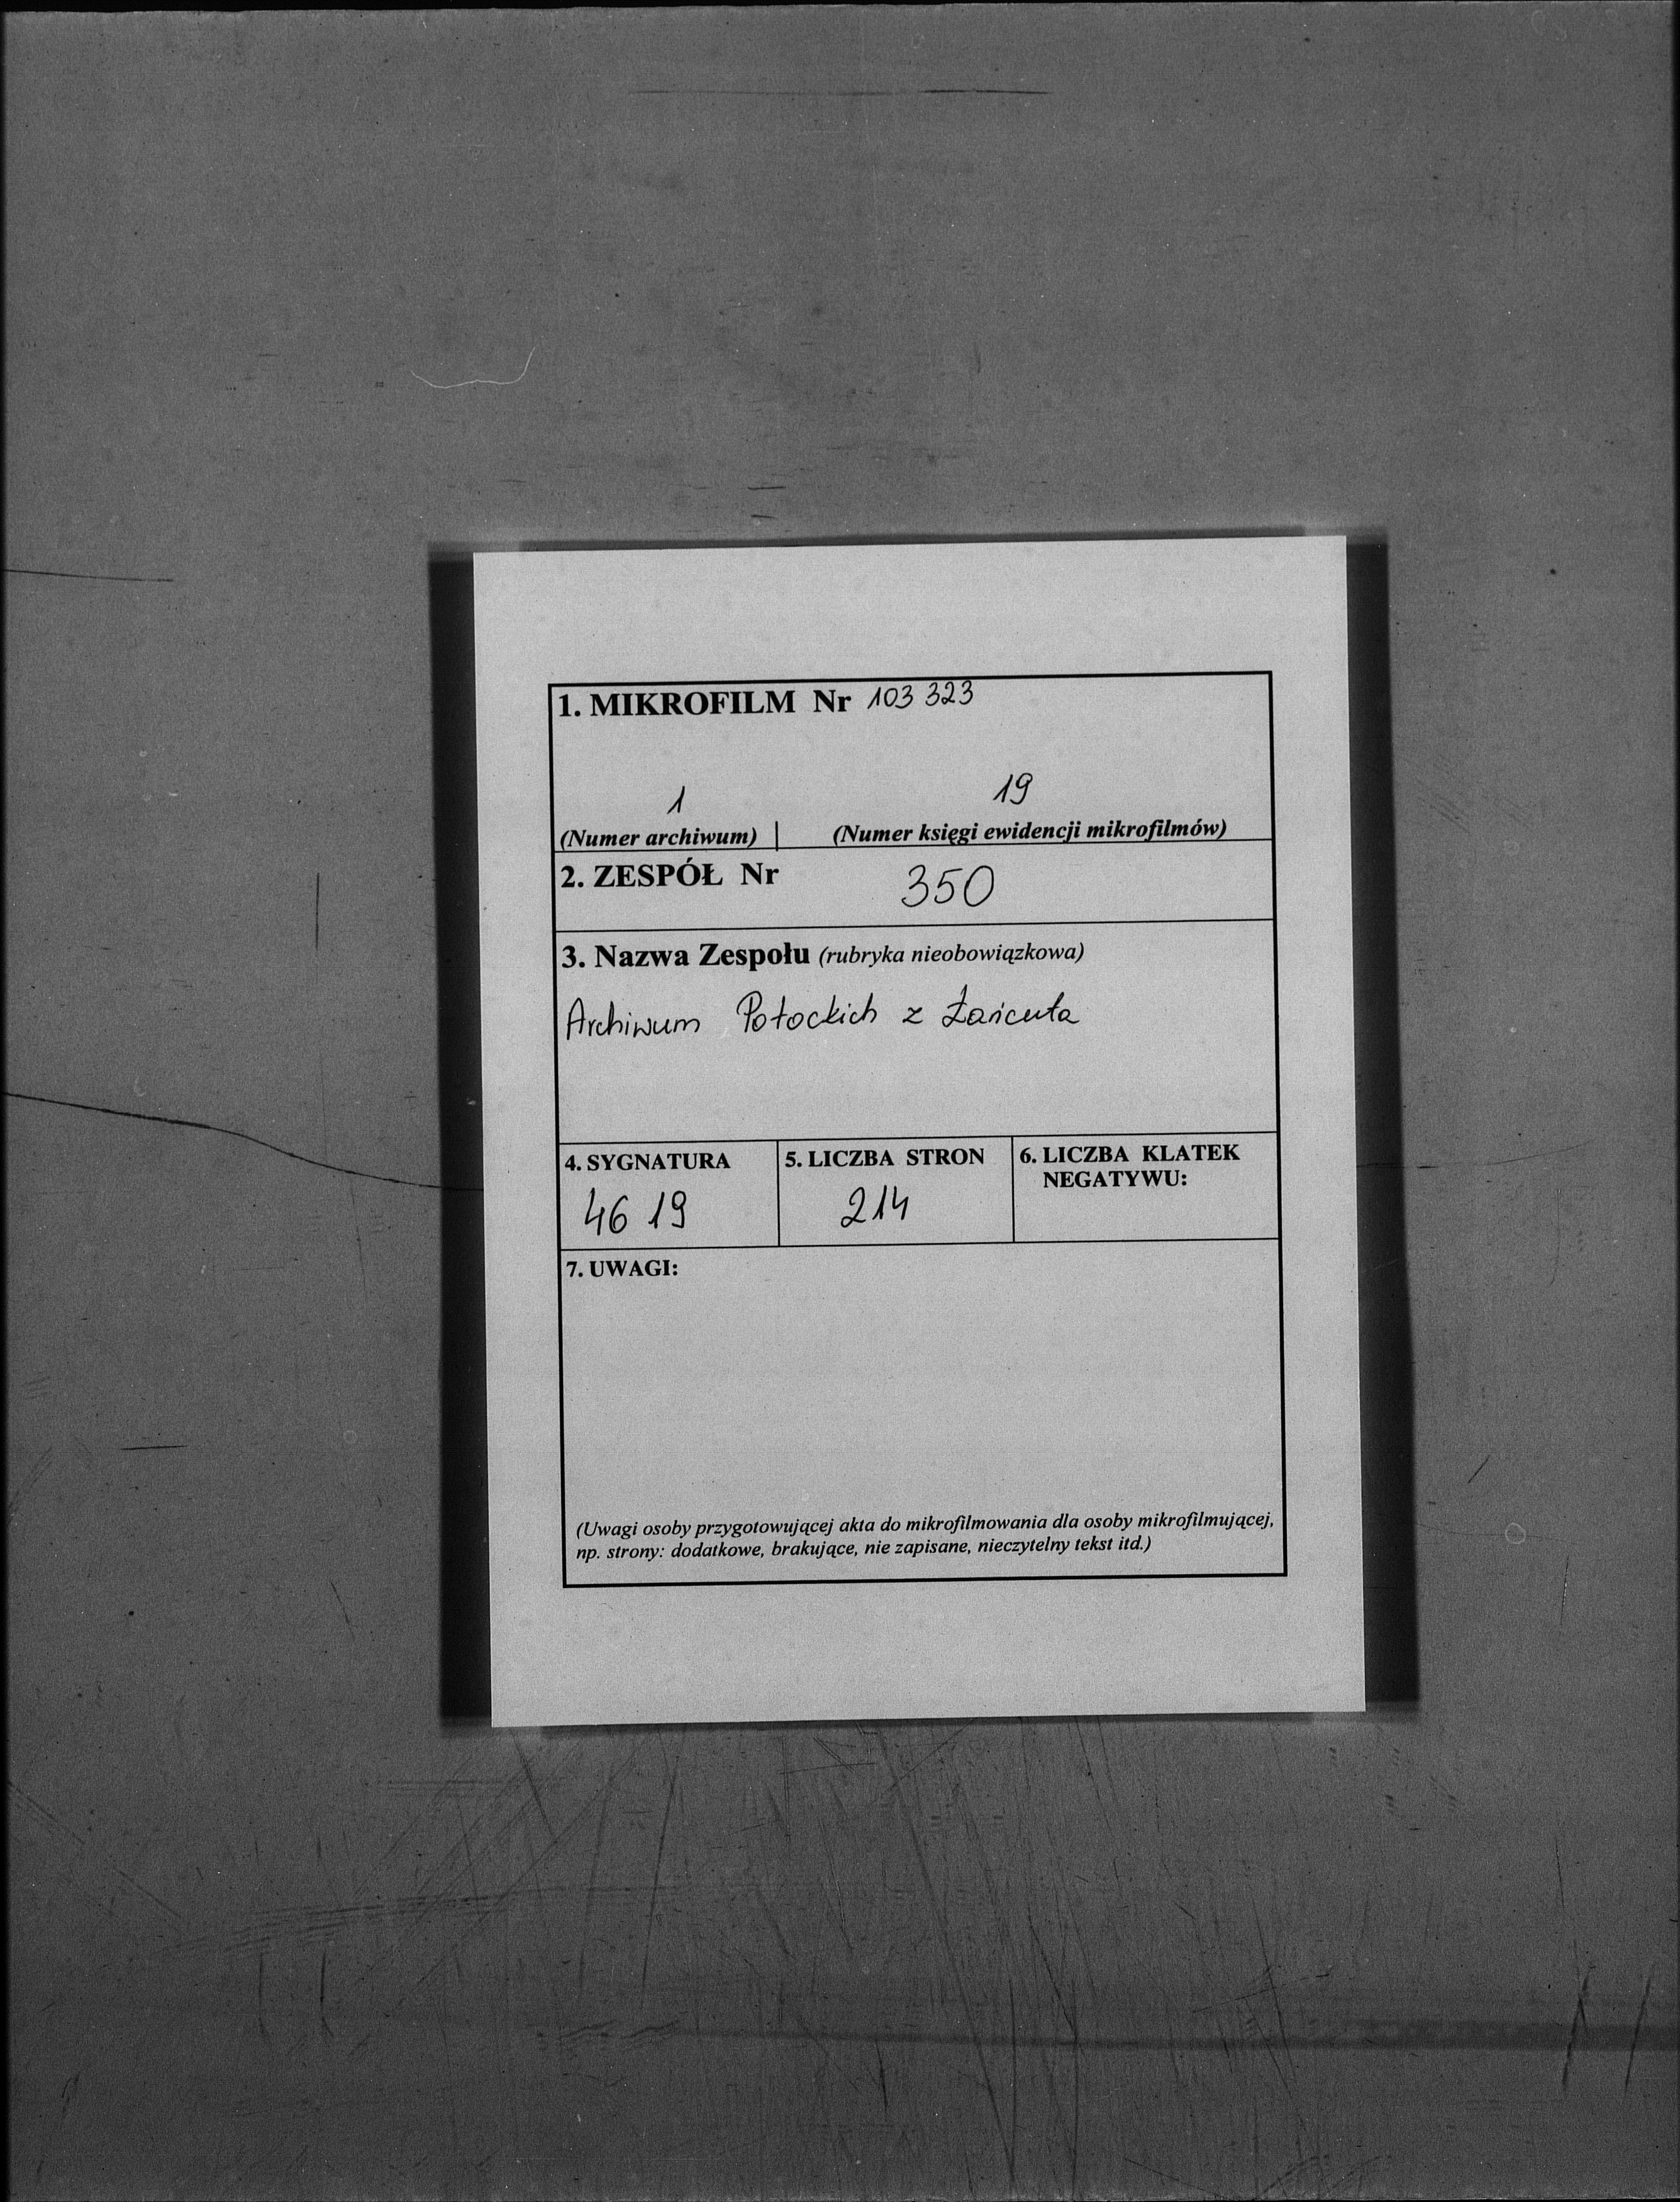 1. MIKROFILM Nr 103 323
1 19
(Numer archiwum) | (Numer księgi ewidencji mikrofilmów)
2. ZESPÓŁ Nr 350
3. Nazwa Zespołu (rubryka nieobowiązkowa)
Archiwum Potockich z Łańcuta
4. SYGNATURA 5. LICZBA STRON 6. LICZBA KLATEK
NEGATYWU:
46 19 214
7. UWAGI:
(Uwagi osoby przygotowującej akta do mikrofilmowania dla osoby mikrofilmującej,
np. strony: dodatkowe, brakujące, nie zapisane, nieczytelny tekst itd.)